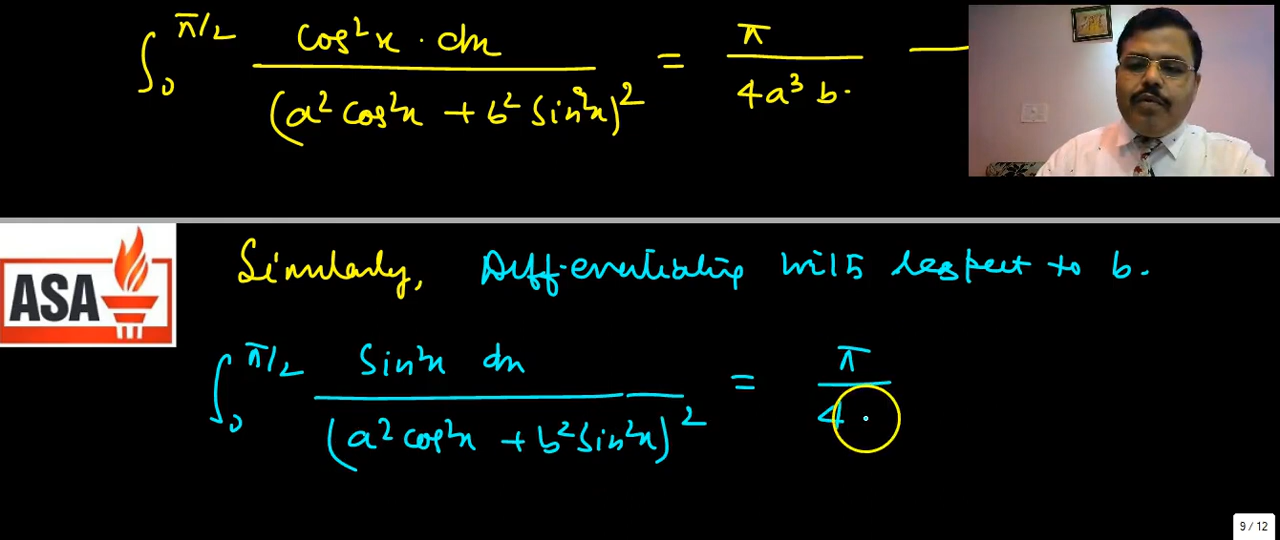 ∫₀^π/2 cos²x · dx / (a² cos²x + b² sin²x)² = π / 4a³ b. —
ASA
Similarly, Differentiating with respect to b.
∫₀^π/2 sin²x dx / (a² cos²x + b² sin²x)² = π / 4
9 / 12